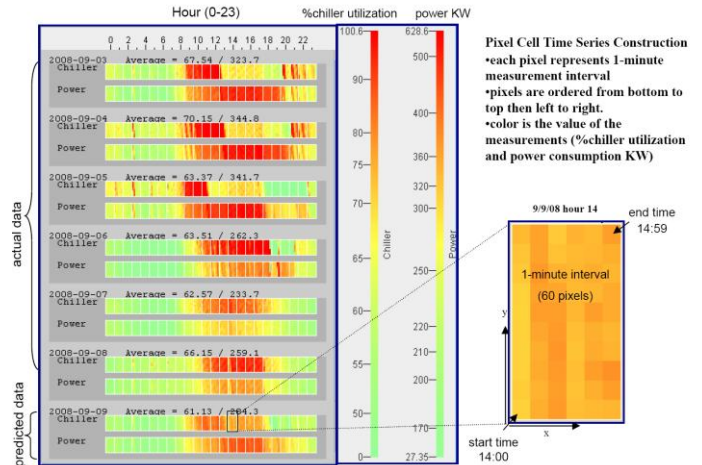 Hour (0-23)
%chiller utilization
power KW
0 2 4 6 8 10 12 14 16 18 20 22
2008-09-03 Average = 67.54 / 323.7
Chiller
Power
2008-09-04 Average = 70.15 / 344.8
Chiller
Power
2008-09-05 Average = 63.37 / 341.7
Chiller
Power
2008-09-06 Average = 63.51 / 262.3
Chiller
Power
2008-09-07 Average = 62.57 / 233.7
Chiller
Power
2008-09-08 Average = 66.15 / 259.1
Chiller
Power
2008-09-09 Average = 61.13 /
Chiller
Power
actual data
predicted data
100.6
90
80
70
65
60
55
50
0
Chiller
628.6
500
400
360
320
300
250
220
210
200
170
27.35
Power
Pixel Cell Time Series Construction
•each pixel represents 1-minute
measurement interval
•pixels are ordered from bottom to
top then left to right.
•color is the value of the
measurements (%chiller utilization
and power consumption KW)
9/9/08 hour 14
end time
14:59
1-minute interval
(60 pixels)
y
x
start time
14:00